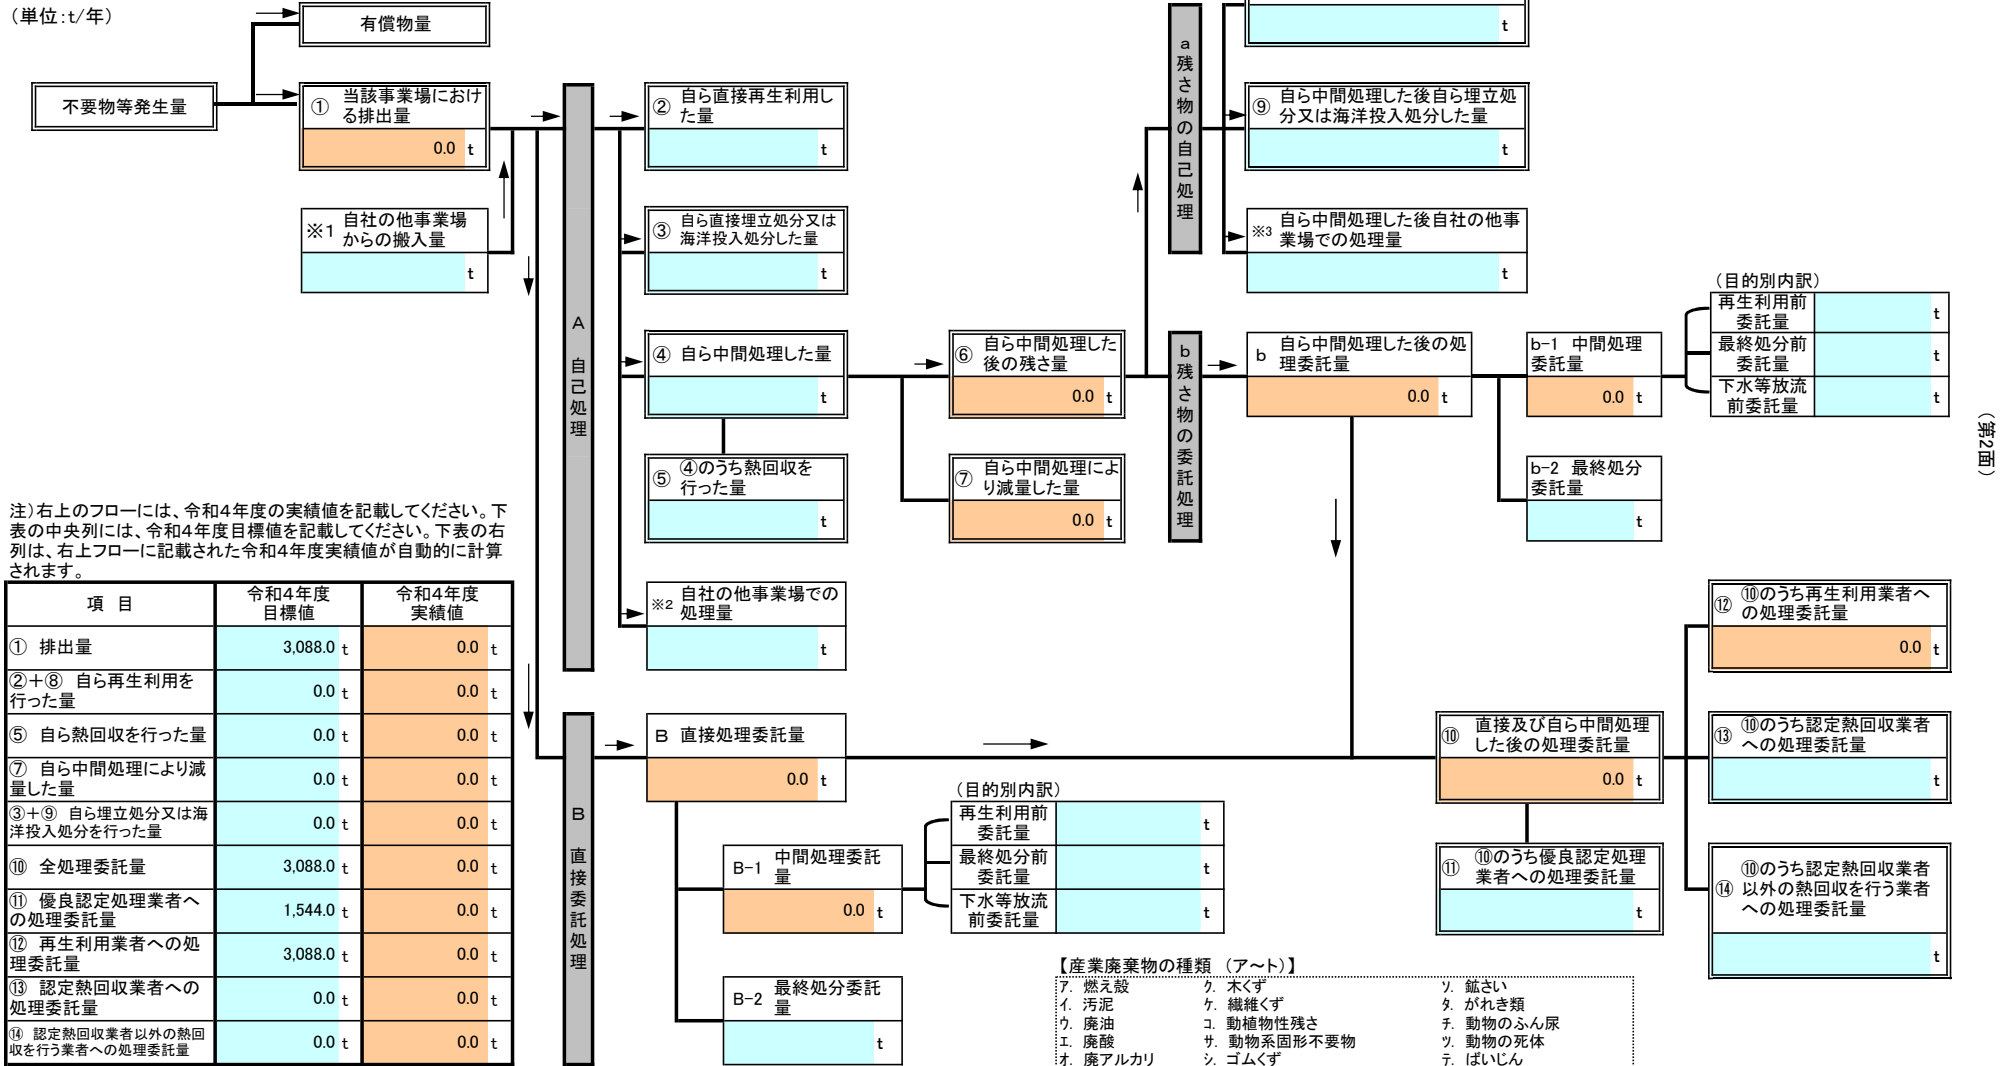 (単位:t/年)
有償物量
不要物等発生量
① 当該事業場におけ
る排出量
0.0 t
※1 自社の他事業場
からの搬入量
t
A 自己処理
② 自ら直接再生利用し
た量
t
③ 自ら直接埋立処分又は
海洋投入処分した量
t
④ 自ら中間処理した量
t
⑤ ④のうち熱回収を
行った量
t
※2 自社の他事業場での
処理量
t
⑥ 自ら中間処理した
後の残さ量
0.0 t
⑦ 自ら中間処理によ
り減量した量
0.0 t
a 残さ物の自己処理
t
⑨ 自ら中間処理した後自ら埋立処
分又は海洋投入処分した量
t
※3 自ら中間処理した後自社の他事
業場での処理量
t
b 残さ物の委託処理
b 自ら中間処理した後の処
理委託量
0.0 t
b-1 中間処理
委託量
0.0 t
b-2 最終処分
委託量
t
(目的別内訳)
再生利用前
委託量
t
最終処分前
委託量
t
下水等放流
前委託量
t
(第2面)
注)右上のフローには、令和4年度の実績値を記載してください。下
表の中央列には、令和4年度目標値を記載してください。下表の右
列は、右上フローに記載された令和4年度実績値が自動的に計算
されます。
項 目 令和4年度 目標値 令和4年度 実績値
① 排出量 3,088.0 t 0.0 t
②+⑧ 自ら再生利用を
行った量 0.0 t 0.0 t
⑤ 自ら熱回収を行った量 0.0 t 0.0 t
⑦ 自ら中間処理により減
量した量 0.0 t 0.0 t
③+⑨ 自ら埋立処分又は海
洋投入処分を行った量 0.0 t 0.0 t
⑩ 全処理委託量 3,088.0 t 0.0 t
⑪ 優良認定処理業者へ
の処理委託量 1,544.0 t 0.0 t
⑫ 再生利用業者への処
理委託量 3,088.0 t 0.0 t
⑬ 認定熱回収業者への
処理委託量 0.0 t 0.0 t
⑭ 認定熱回収業者以外の熱回
収を行う業者への処理委託量 0.0 t 0.0 t
B 直接委託処理
B 直接処理委託量
0.0 t
B-1 中間処理委託
量
0.0 t
B-2 最終処分委託
量
t
(目的別内訳)
再生利用前
委託量
t
最終処分前
委託量
t
下水等放流
前委託量
t
⑩ 直接及び自ら中間処理
した後の処理委託量
0.0 t
⑪ ⑩のうち優良認定処理
業者への処理委託量
t
⑫ ⑩のうち再生利用業者へ
の処理委託量
0.0 t
⑬ ⑩のうち認定熱回収業者
への処理委託量
t
⑭ ⑩のうち認定熱回収業者
以外の熱回収を行う業者
への処理委託量
t
【産業廃棄物の種類 (ア~ト)】
ア. 燃え殻 ク. 木くず ソ. 鉱さい
イ. 汚泥 ケ. 繊維くず タ. がれき類
ウ. 廃油 コ. 動植物性残さ チ. 動物のふん尿
エ. 廃酸 サ. 動物系固形不要物 ツ. 動物の死体
オ. 廃アルカリ シ. ゴムくず テ. ばいじん